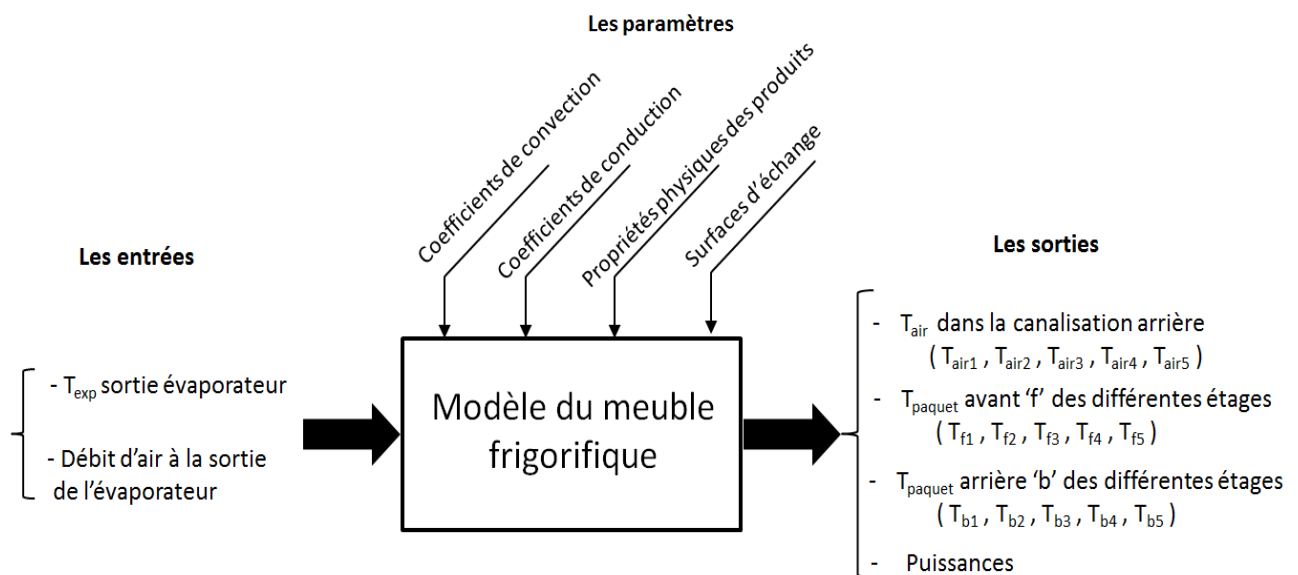 Les paramètres
Coefficients de convection
Coefficients de conduction
Propriétés physiques des produits
Surfaces d'échange
Les entrées
- T_exp sortie évaporateur
- Débit d'air à la sortie
de l'évaporateur
Modèle du meuble
frigorifique
Les sorties
- T_air dans la canalisation arrière
( T_air1 , T_air2 , T_air3 , T_air4 , T_air5 )
- T_paquet avant 'f' des différentes étages
( T_f1 , T_f2 , T_f3 , T_f4 , T_f5 )
- T_paquet arrière 'b' des différentes étages
( T_b1 , T_b2 , T_b3 , T_b4 , T_b5 )
- Puissances